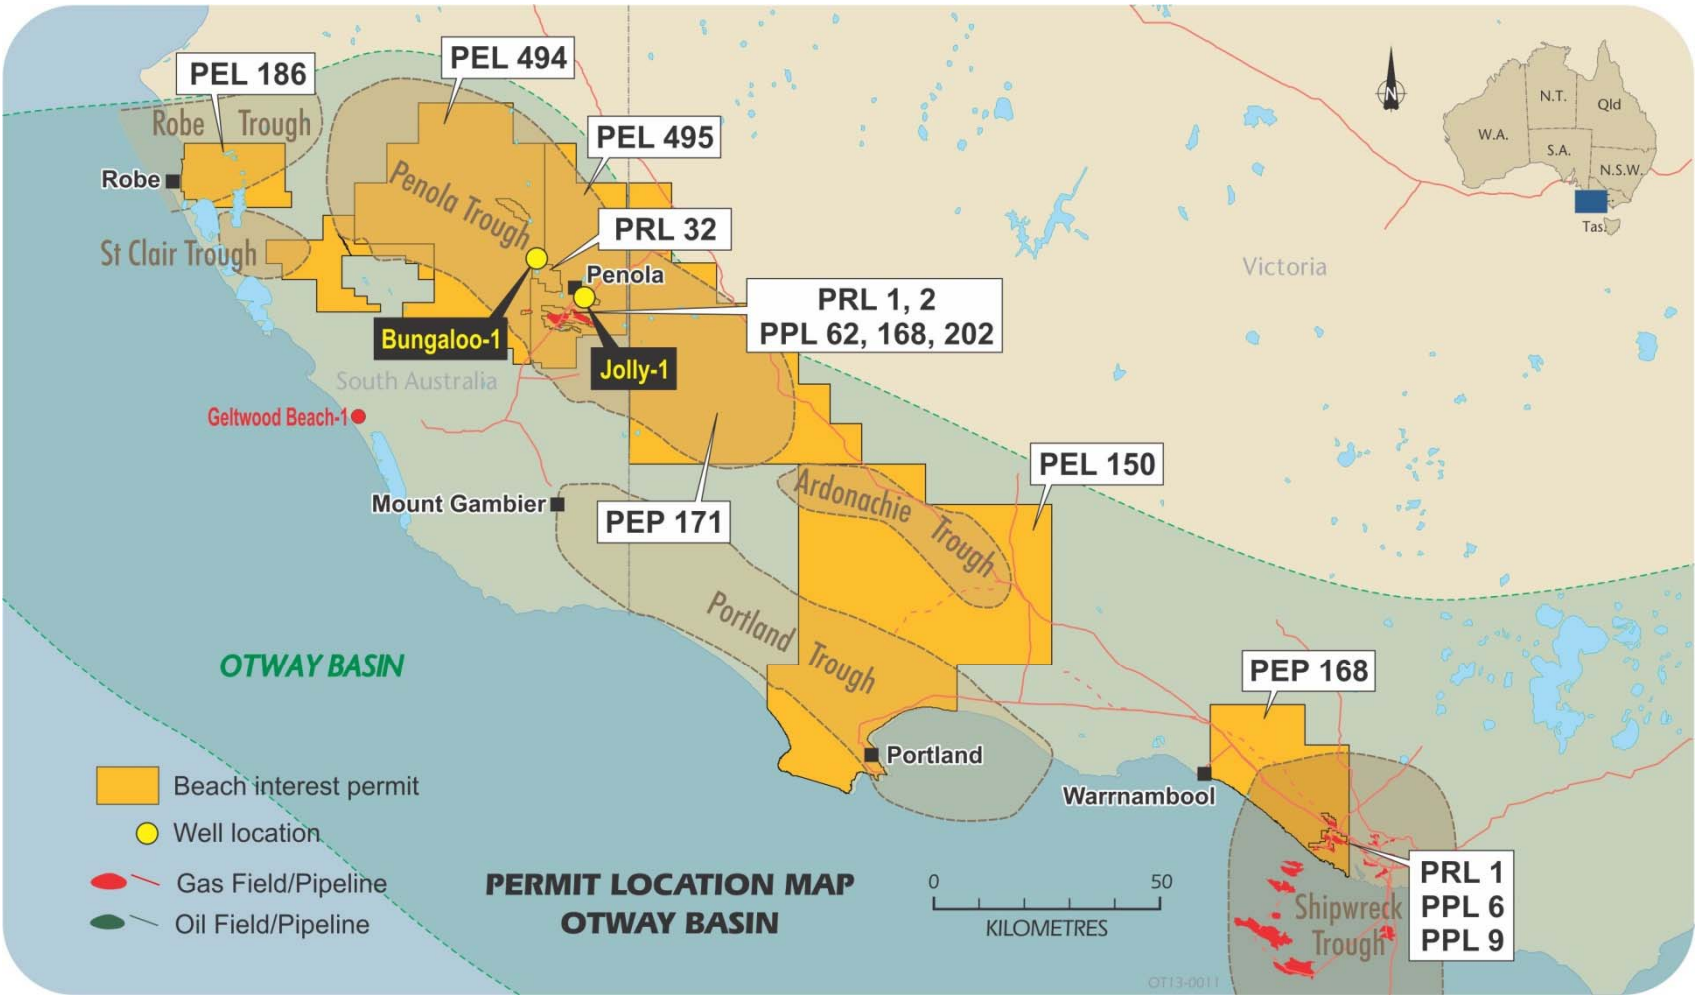 PEL 186
PEL 494
Robe Trough
PEL 495
Robe
Penola Trough
PRL 32
St Clair Trough
Penola
PRL 1, 2
PPL 62, 168, 202
Bungaloo-1
Jolly-1
South Australia
Victoria
Geltwood Beach-1
N
W.A.
N.T.
Qld
S.A.
N.S.W.
Tas.
Mount Gambier
PEP 171
PEL 150
Ardonachie Trough
Portland Trough
OTWAY BASIN
PEP 168
Portland
Warrnambool
Beach interest permit
Well location
Gas Field/Pipeline
Oil Field/Pipeline
PERMIT LOCATION MAP
OTWAY BASIN
0 50
KILOMETRES
PRL 1
PPL 6
PPL 9
Shipwreck
Trough
OT13-0011